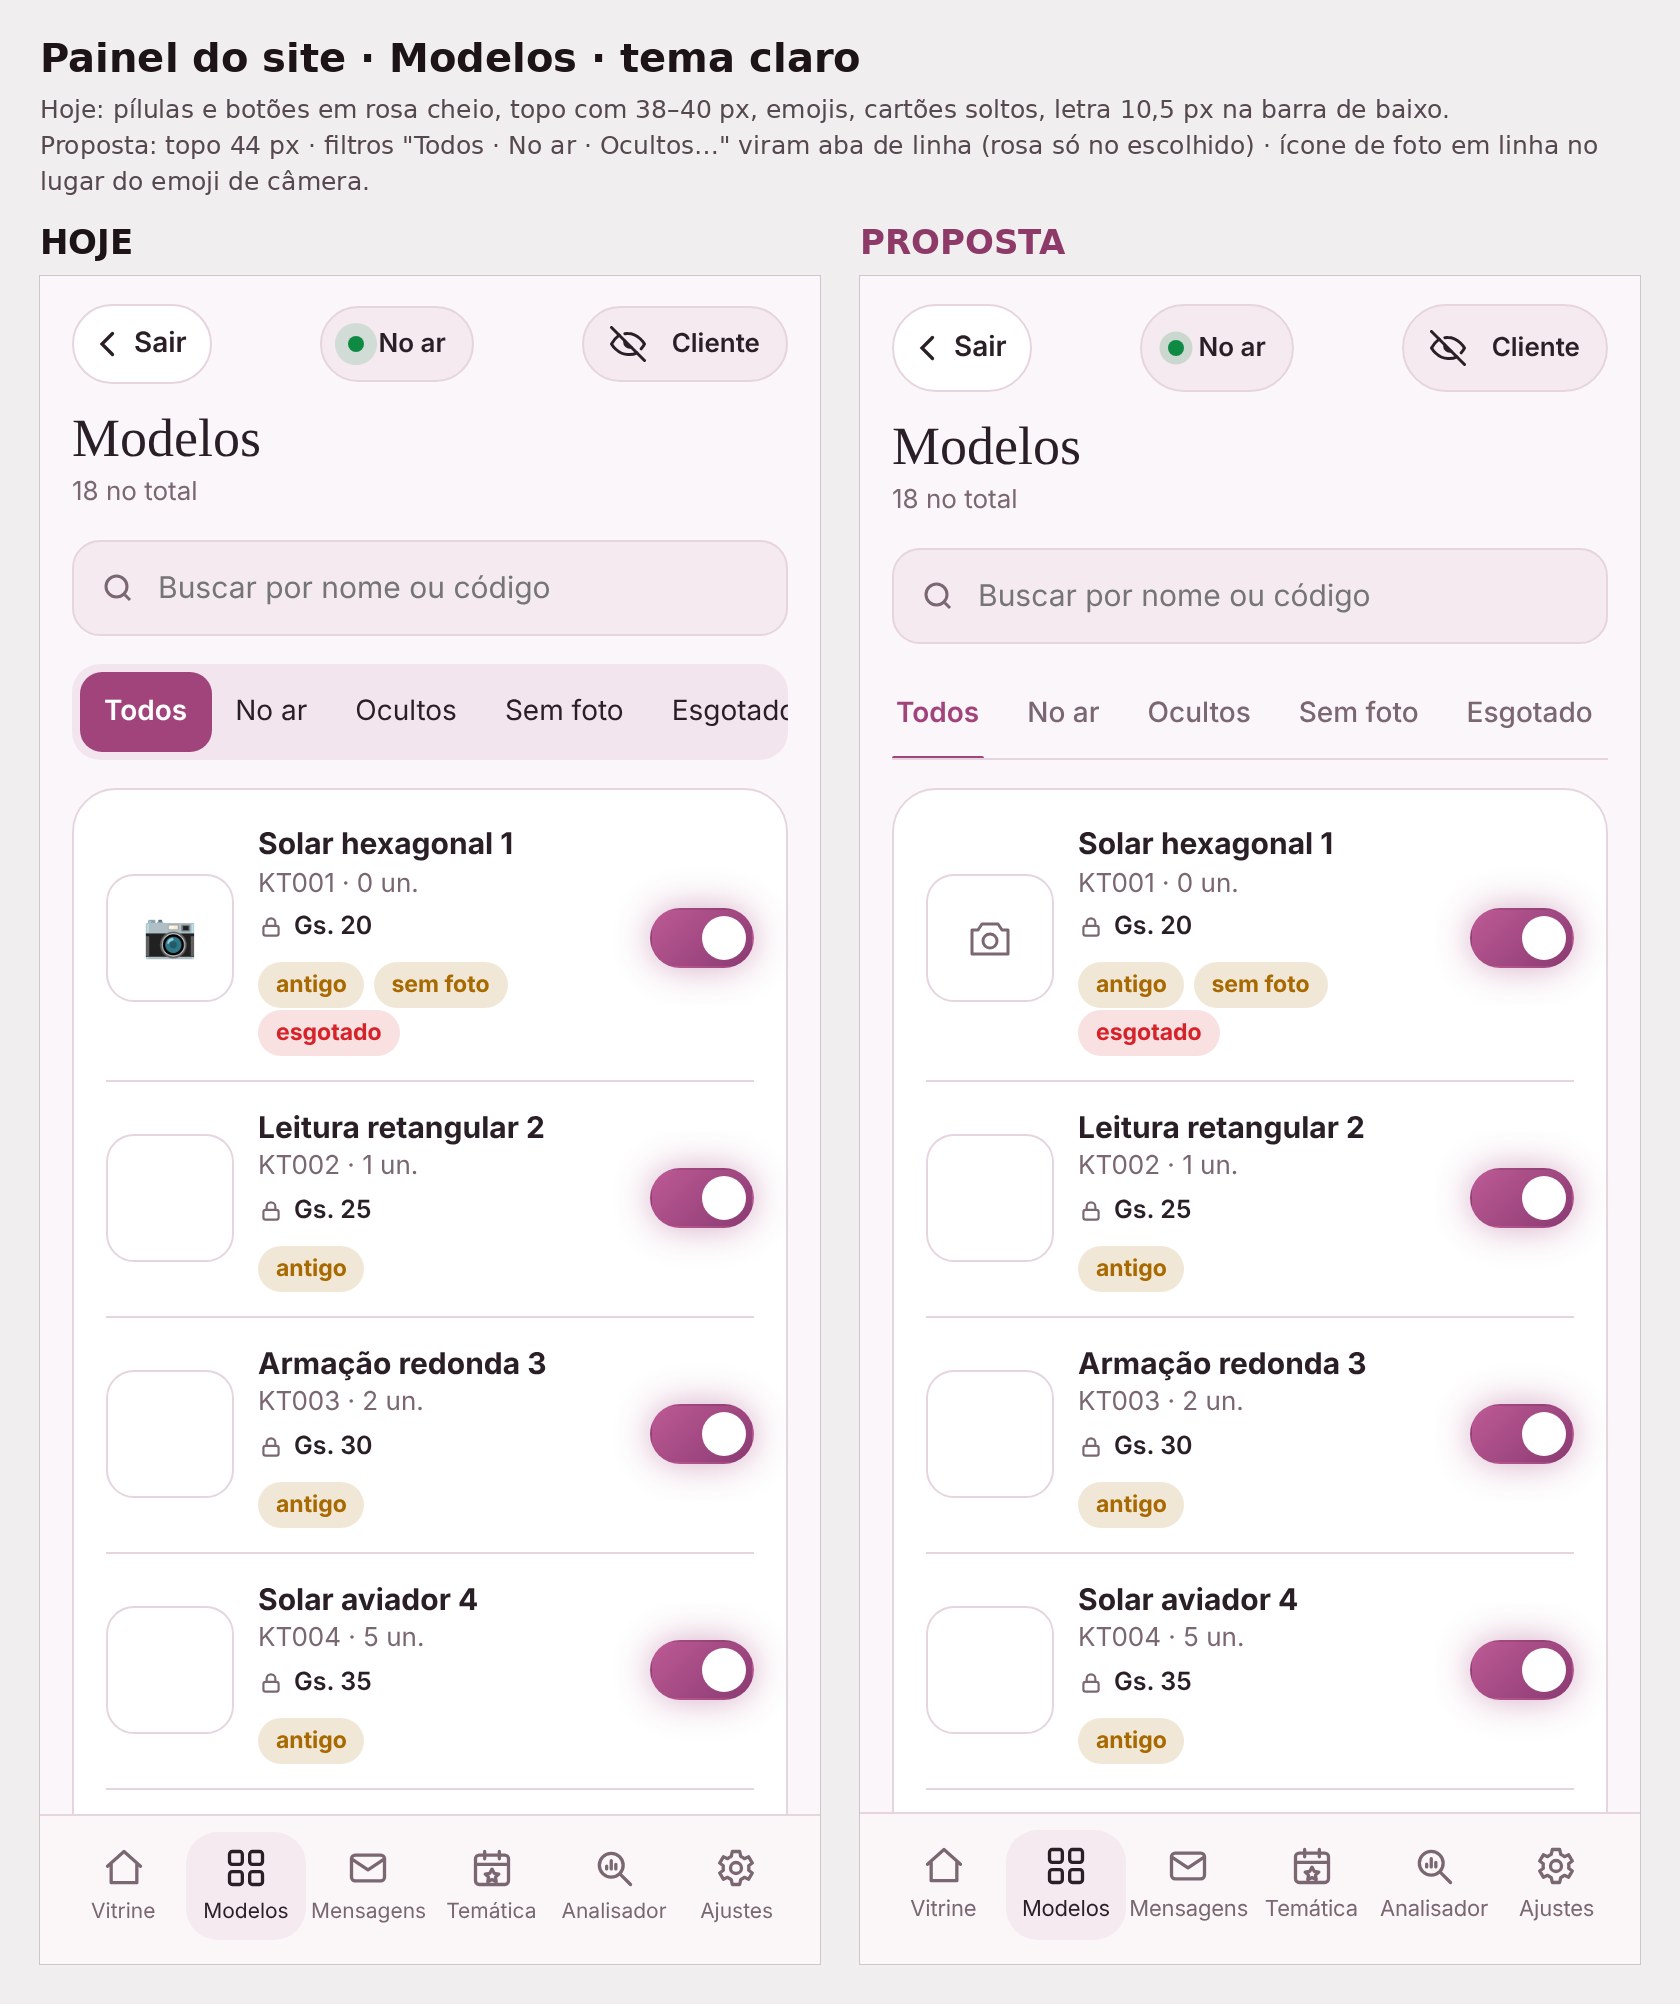 Painel do site · Modelos · tema claro
Hoje: pílulas e botões em rosa cheio, topo com 38–40 px, emojis, cartões soltos, letra 10,5 px na barra de baixo.
Proposta: topo 44 px · filtros "Todos · No ar · Ocultos…" viram aba de linha (rosa só no escolhido) · ícone de foto em linha no
lugar do emoji de câmera.
HOJE
Sair No ar Cliente
Modelos
18 no total
Buscar por nome ou código
Todos No ar Ocultos Sem foto Esgotado
Solar hexagonal 1
KT001 · 0 un.
Gs. 20
antigo sem foto
esgotado
Leitura retangular 2
KT002 · 1 un.
Gs. 25
antigo
Armação redonda 3
KT003 · 2 un.
Gs. 30
antigo
Solar aviador 4
KT004 · 5 un.
Gs. 35
antigo
Vitrine Modelos Mensagens Temática Analisador Ajustes
PROPOSTA
Sair No ar Cliente
Modelos
18 no total
Buscar por nome ou código
Todos No ar Ocultos Sem foto Esgotado
Solar hexagonal 1
KT001 · 0 un.
Gs. 20
antigo sem foto
esgotado
Leitura retangular 2
KT002 · 1 un.
Gs. 25
antigo
Armação redonda 3
KT003 · 2 un.
Gs. 30
antigo
Solar aviador 4
KT004 · 5 un.
Gs. 35
antigo
Vitrine Modelos Mensagens Temática Analisador Ajustes